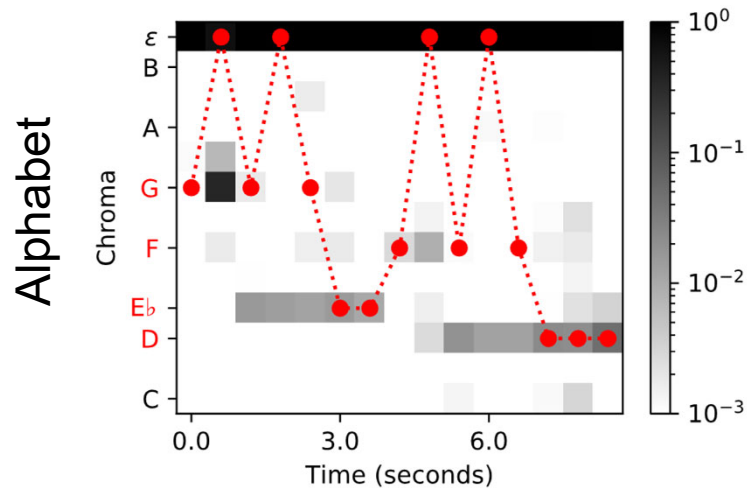 Alphabet
Chroma
ε
B
A
G
F
E♭
D
C
0.0 3.0 6.0
Time (seconds)
10⁰
10⁻¹
10⁻²
10⁻³